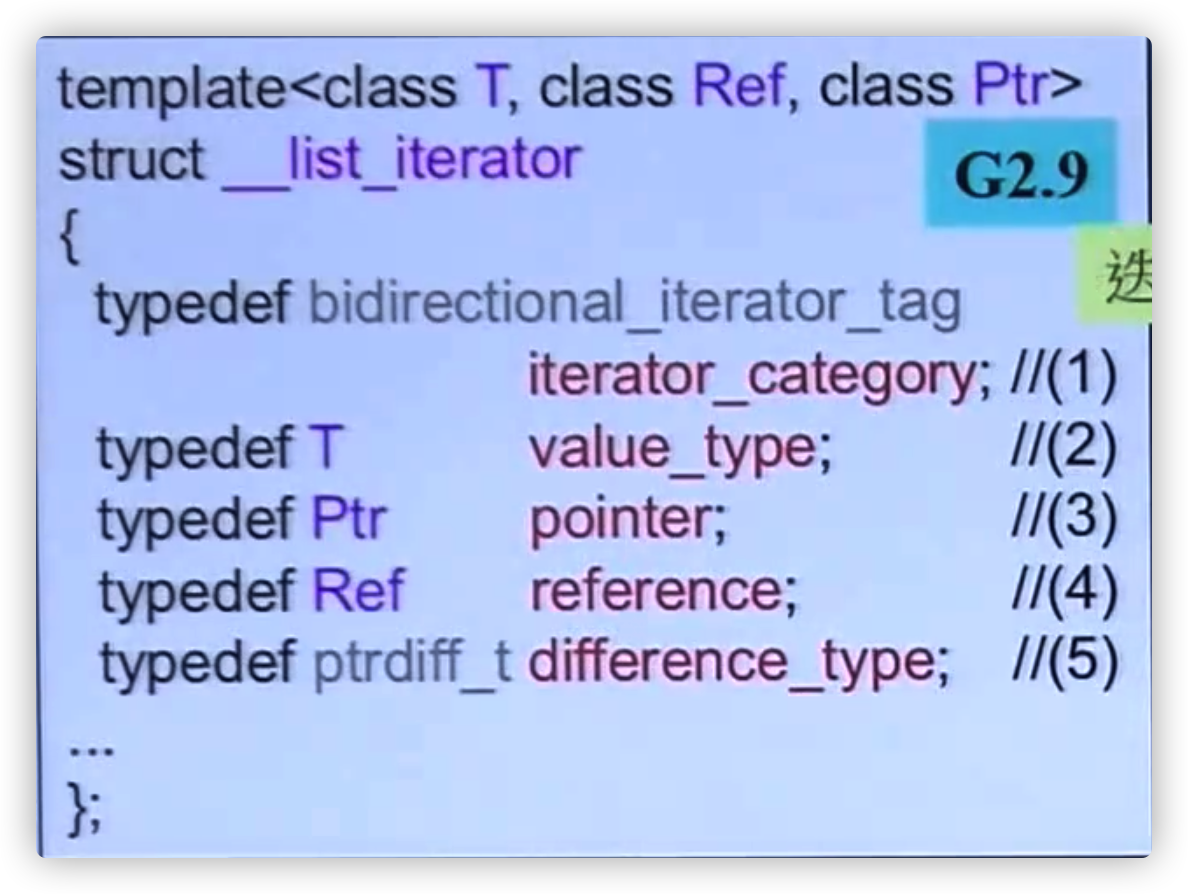 template<class T, class Ref, class Ptr>
struct __list_iterator
G2.9
{
迭
typedef bidirectional_iterator_tag
iterator_category; //(1)
typedef T value_type; //(2)
typedef Ptr pointer; //(3)
typedef Ref reference; //(4)
typedef ptrdiff_t difference_type; //(5)
...
};